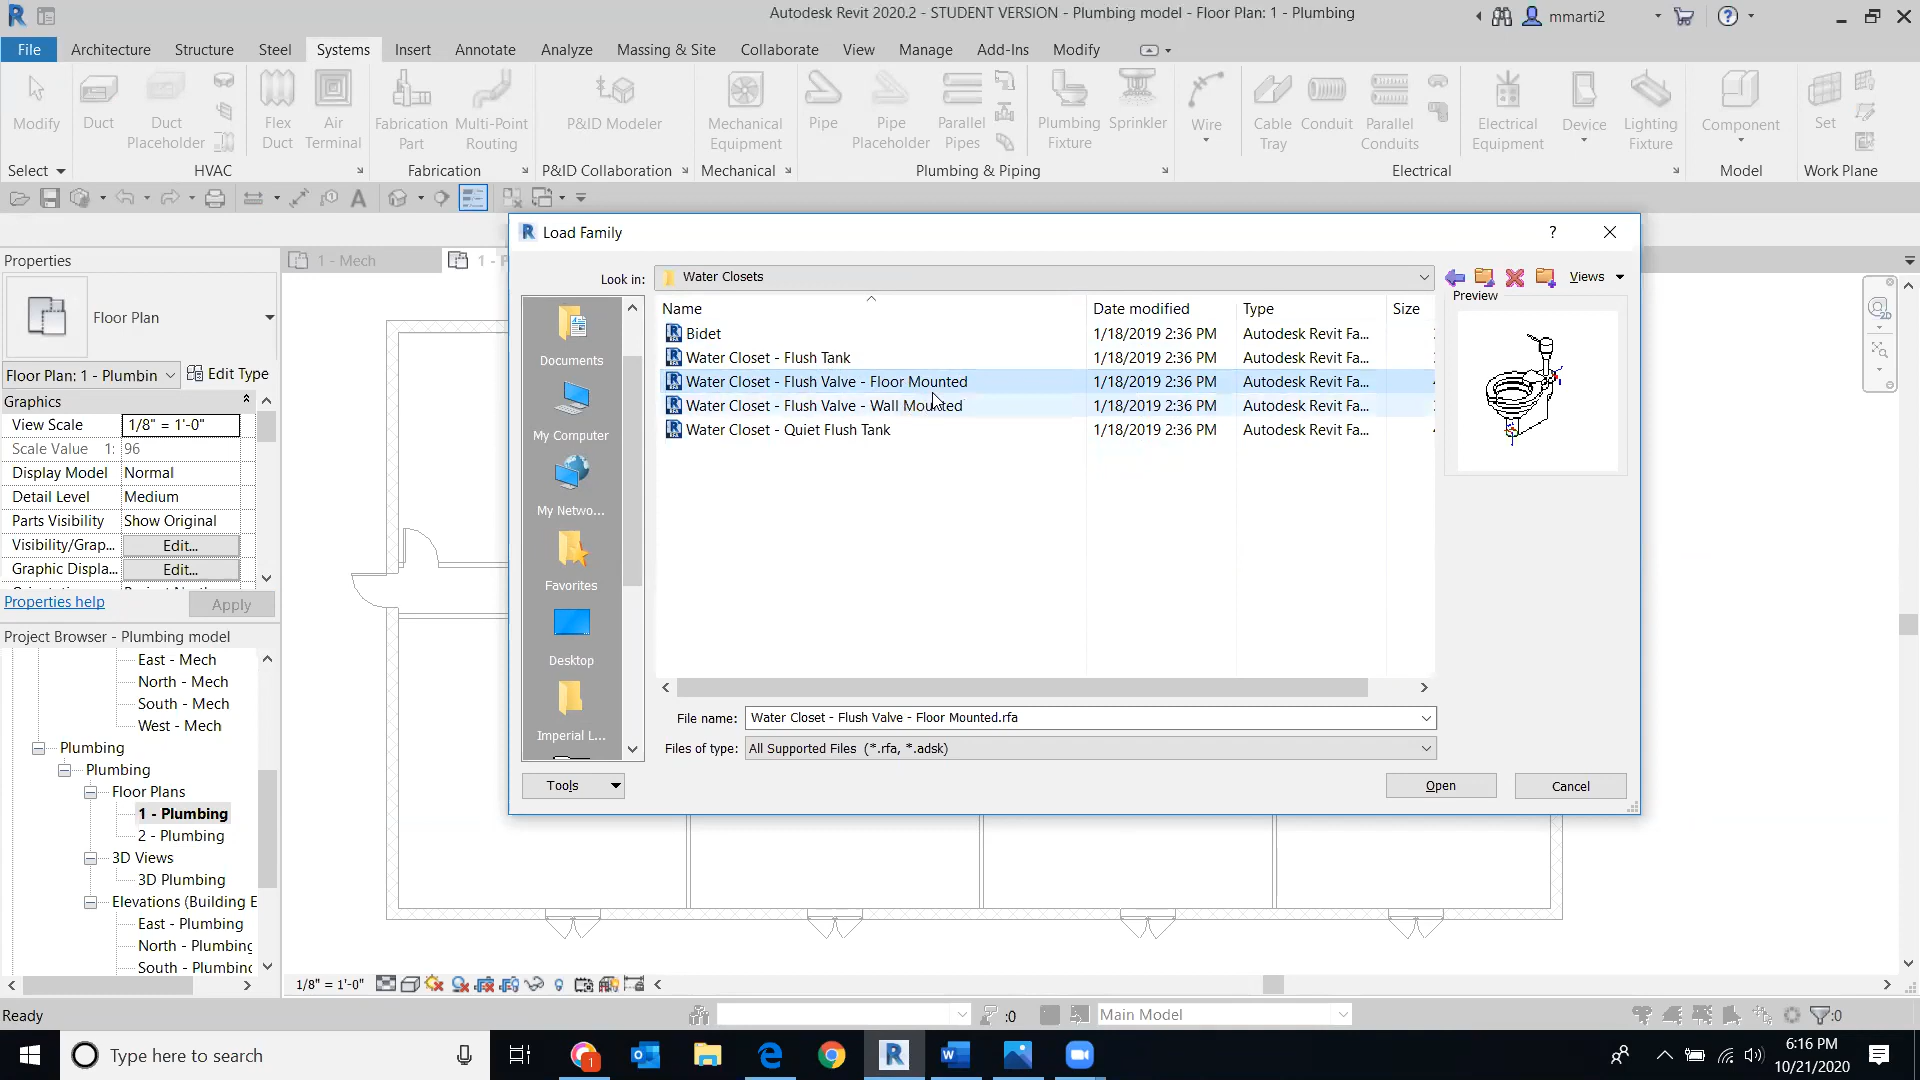 Autodesk Revit 2020.2 - STUDENT VERSION - Plumbing model - Floor Plan: 1 - Plumbing
mmarti2
File Architecture Structure Steel Systems Insert Annotate Analyze Massing & Site Collaborate View Manage Add-Ins Modify
Modify
Duct
Duct Placeholder
Flex Duct
Air Terminal
Fabrication Part
Multi-Point Routing
P&ID Modeler
Mechanical Equipment
Pipe
Pipe Placeholder
Parallel Pipes
Plumbing Fixture
Sprinkler
Wire
Cable Tray
Conduit
Parallel Conduits
Electrical Equipment
Device
Lighting Fixture
Component
Set
Select HVAC Fabrication P&ID Collaboration Mechanical Plumbing & Piping Electrical Model Work Plane
Properties
Floor Plan
Floor Plan: 1 - Plumbin
Edit Type
Graphics
View Scale 1/8" = 1'-0"
Scale Value 1: 96
Display Model Normal
Detail Level Medium
Parts Visibility Show Original
Visibility/Grap... Edit...
Graphic Displa... Edit...
Properties help Apply
Project Browser - Plumbing model
East - Mech
North - Mech
South - Mech
West - Mech
Plumbing
Plumbing
Floor Plans
1 - Plumbing
2 - Plumbing
3D Views
3D Plumbing
Elevations (Building E
East - Plumbing
North - Plumbing
South - Plumbing
1 - Mech
1 - P
Load Family
Look in: Water Closets
Views
Preview
Name Date modified Type Size
Bidet 1/18/2019 2:36 PM Autodesk Revit Fa...
Water Closet - Flush Tank 1/18/2019 2:36 PM Autodesk Revit Fa...
Water Closet - Flush Valve - Floor Mounted 1/18/2019 2:36 PM Autodesk Revit Fa...
Water Closet - Flush Valve - Wall Mounted 1/18/2019 2:36 PM Autodesk Revit Fa...
Water Closet - Quiet Flush Tank 1/18/2019 2:36 PM Autodesk Revit Fa...
Documents
My Computer
My Netwo...
Favorites
Desktop
Imperial L...
File name: Water Closet - Flush Valve - Floor Mounted.rfa
Files of type: All Supported Files (*.rfa, *.adsk)
Tools Open Cancel
1/8" = 1'-0"
Ready
:0
Main Model
:0
Type here to search
1
6:16 PM
10/21/2020